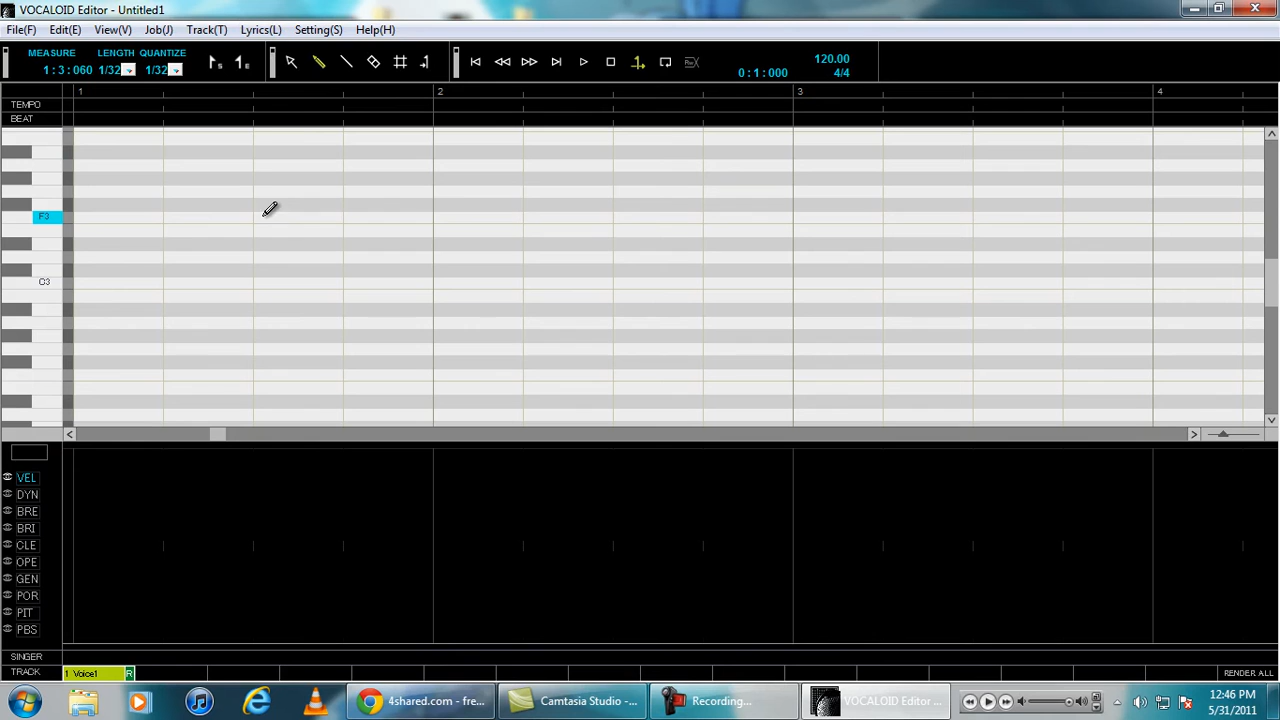 VOCALOID Editor - Untitled1
File(F) Edit(E) View(V) Job(J) Track(T) Lyrics(L) Setting(S) Help(H)
MEASURE LENGTH QUANTIZE
1 : 3 : 060 1/32 1/32
120.00
0 : 1 : 000 4/4
1 2 3 4
TEMPO
BEAT
F3
C3
VEL
DYN
BRE
BRI
CLE
OPE
GEN
POR
PIT
PBS
SINGER
TRACK 1 Voice1 R RENDER ALL
4shared.com - fre... Camtasia Studio -... Recording... VOCALOID Editor ... 12:46 PM
5/31/2011